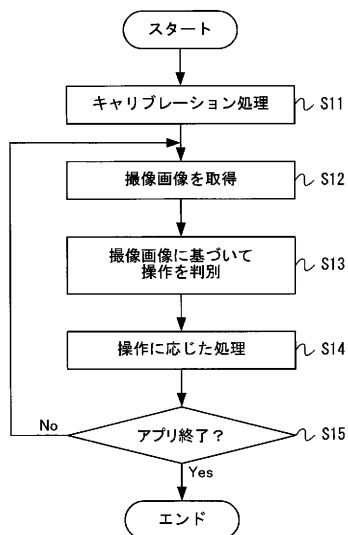 スタート
キャリブレーション処理
S11
撮像画像を取得
S12
撮像画像に基づいて
操作を判別
S13
操作に応じた処理
S14
アプリ終了?
S15
No
Yes
エンド